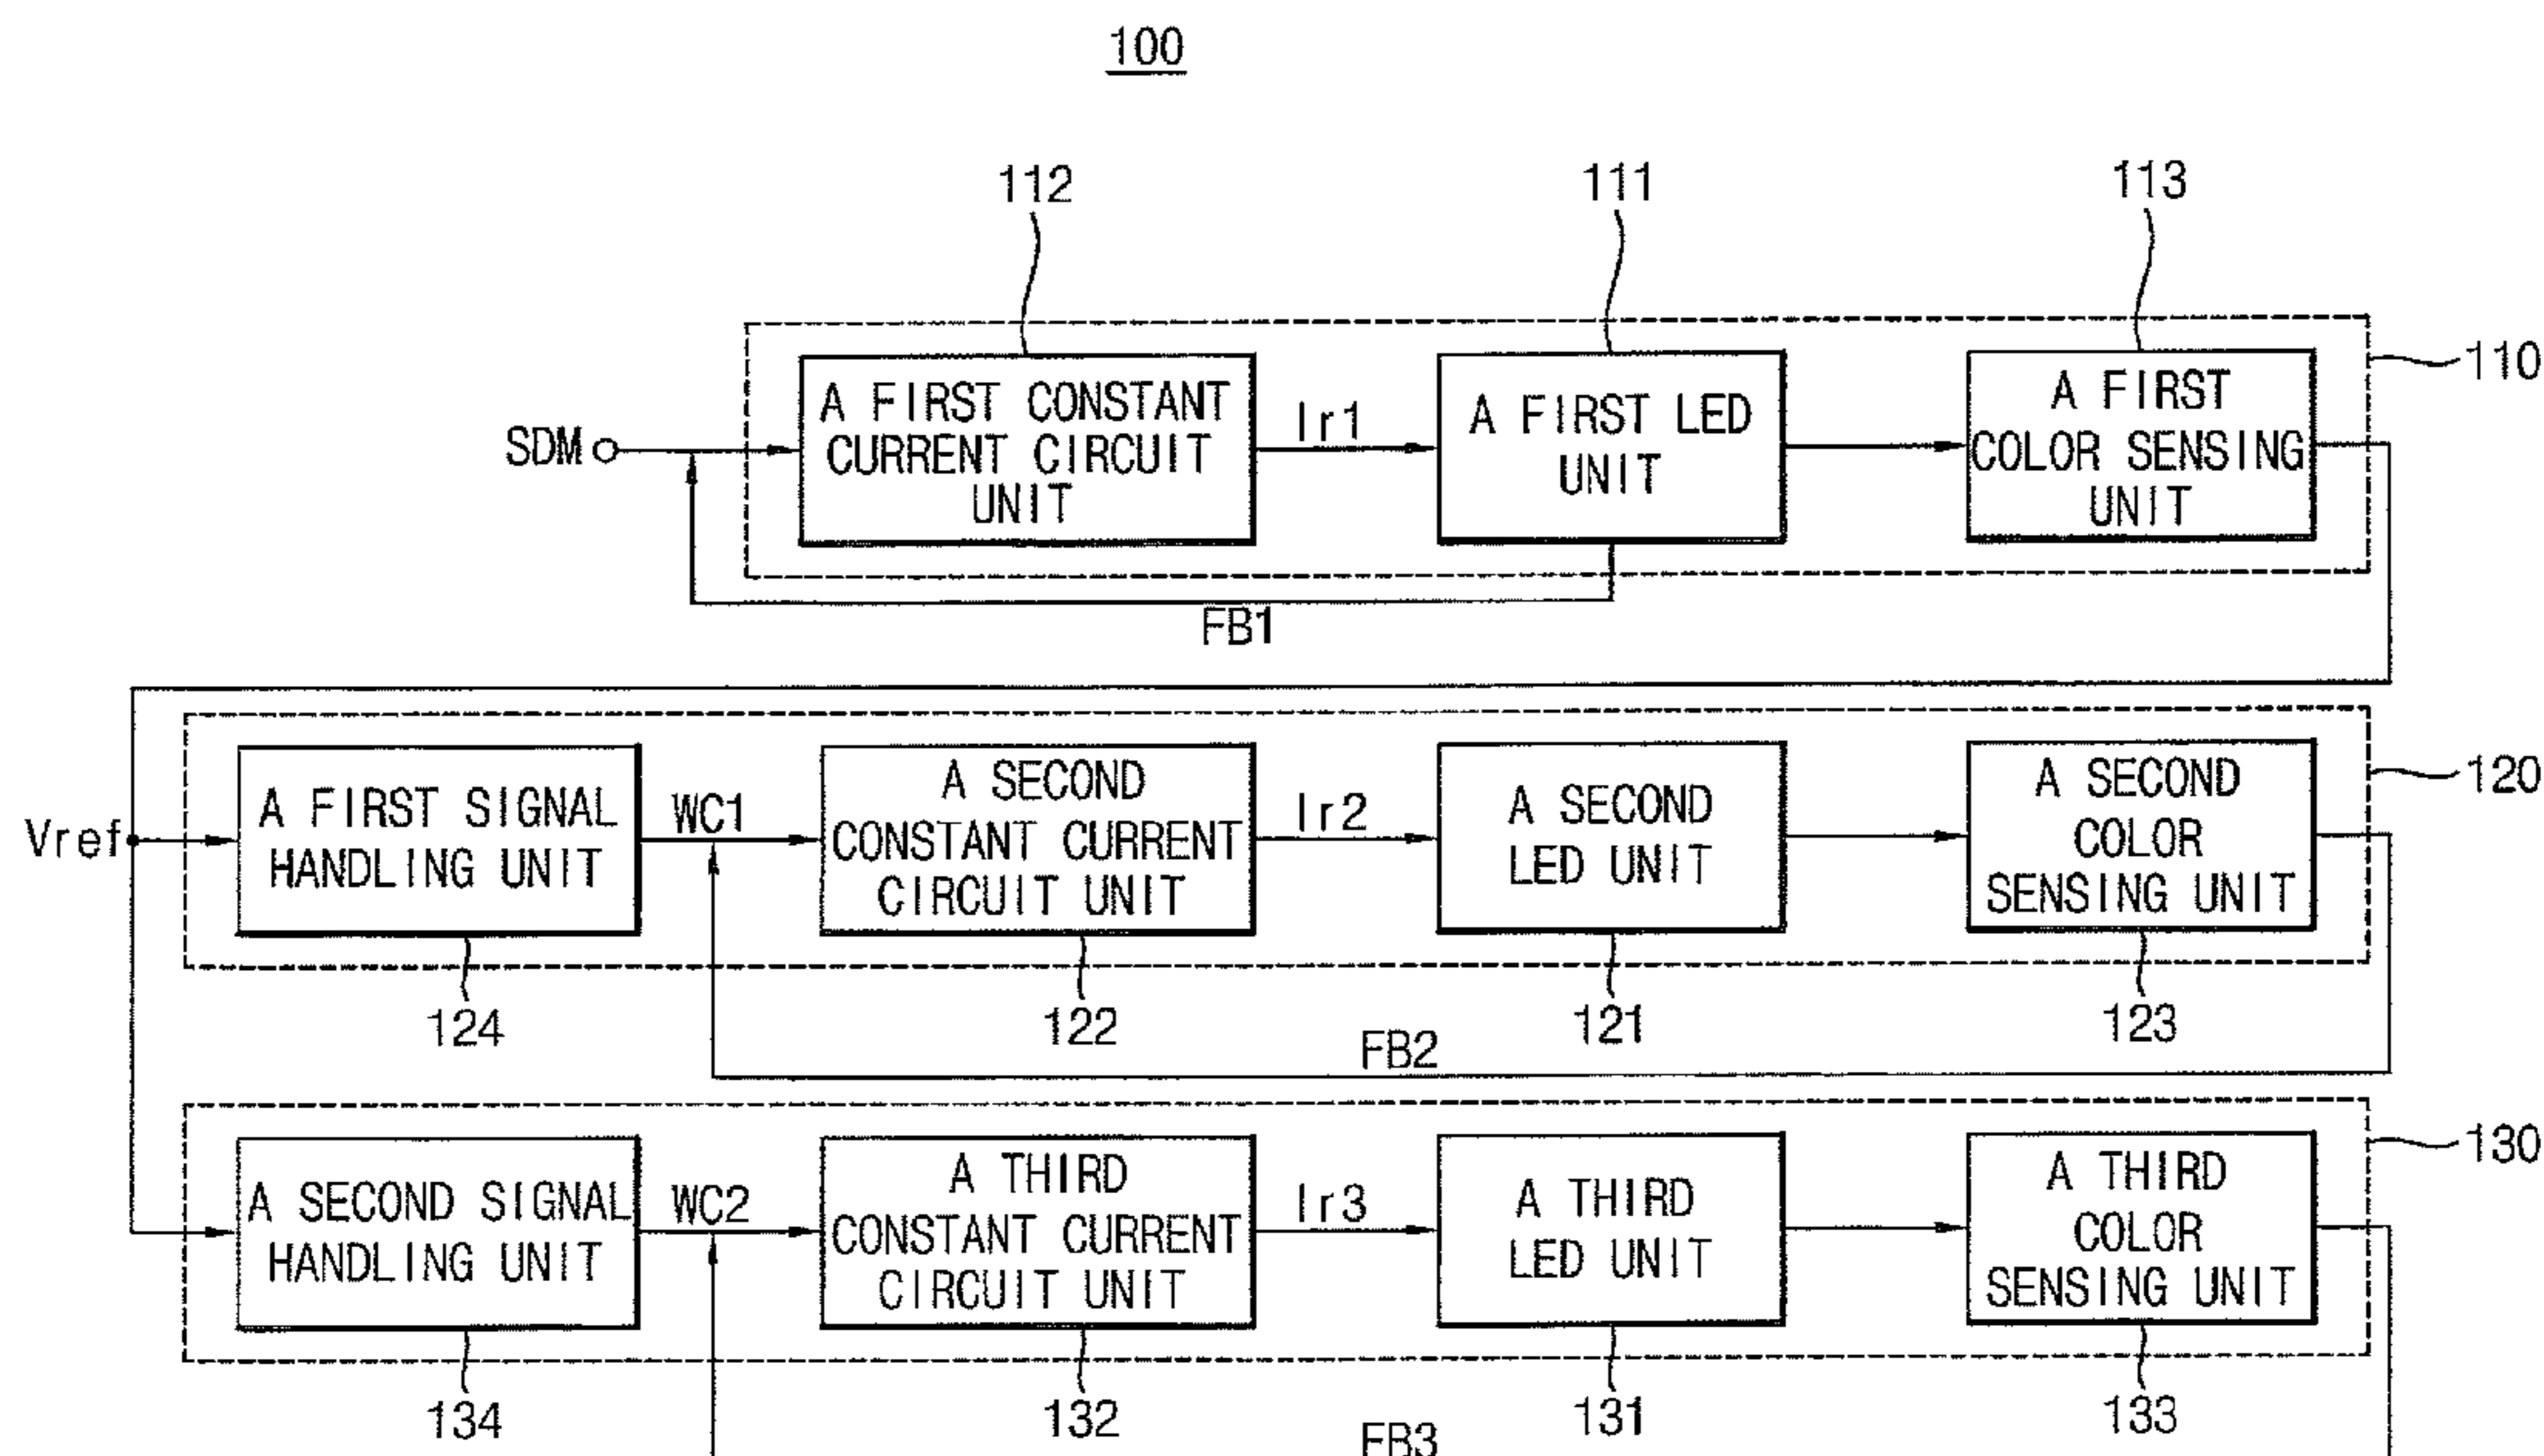 100
112
111
113
110
SDM
A FIRST CONSTANT
CURRENT CIRCUIT
UNIT
Ir1
A FIRST LED
UNIT
A FIRST
COLOR SENSING
UNIT
FB1
120
Vref
A FIRST SIGNAL
HANDLING UNIT
WC1
A SECOND
CONSTANT CURRENT
CIRCUIT UNIT
Ir2
A SECOND
LED UNIT
A SECOND
COLOR
SENSING UNIT
124
122
121
123
FB2
130
A SECOND SIGNAL
HANDLING UNIT
WC2
A THIRD
CONSTANT CURRENT
CIRCUIT UNIT
Ir3
A THIRD
LED UNIT
A THIRD
COLOR
SENSING UNIT
134
132
131
133
FB3